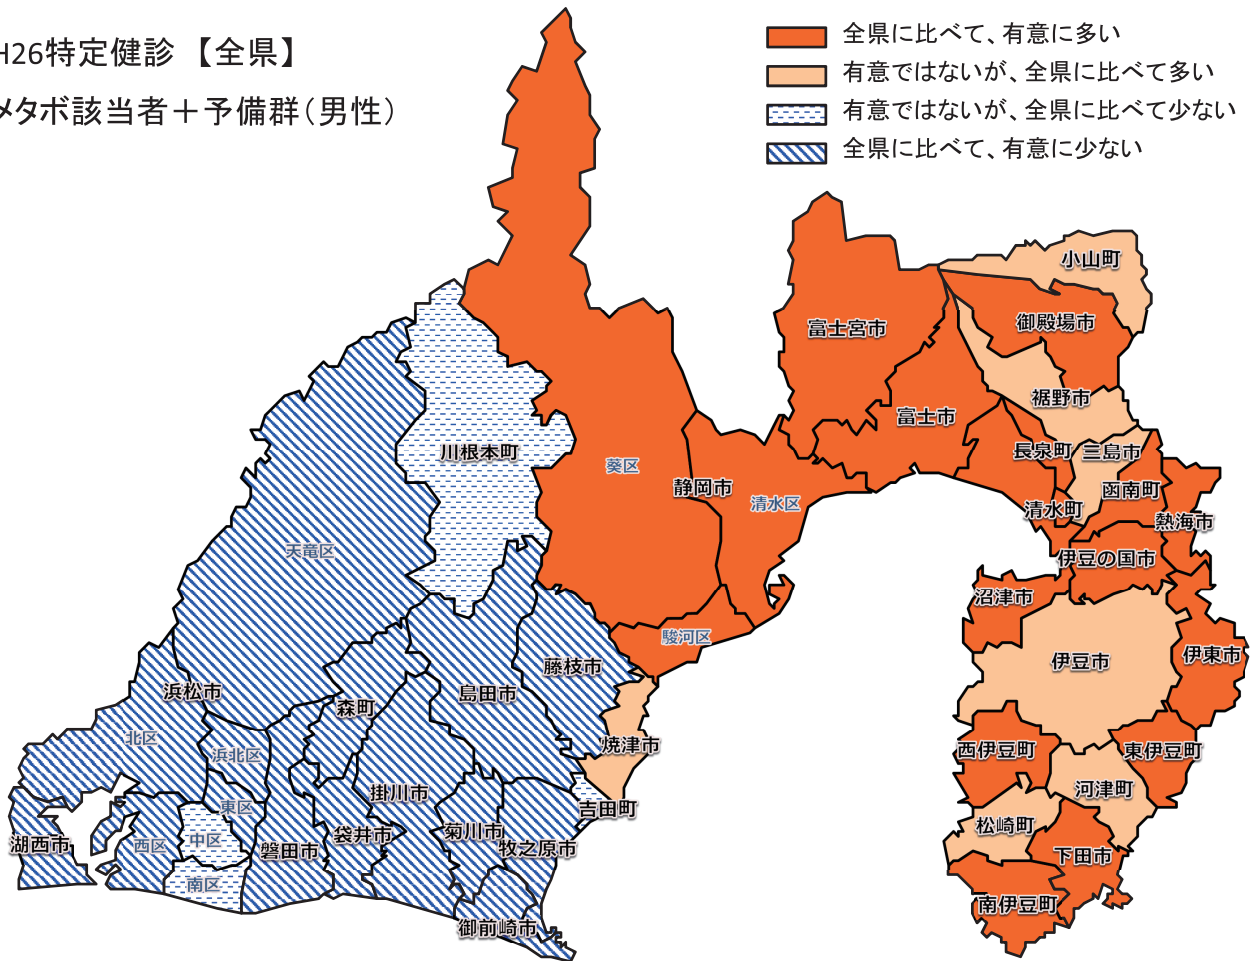 H26特定健診 【全県】
メタボ該当者＋予備群（男性）
全県に比べて、有意に多い
有意ではないが、全県に比べて多い
有意ではないが、全県に比べて少ない
全県に比べて、有意に少ない
小山町
御殿場市
富士宮市
裾野市
富士市
長泉町
三島市
川根本町
葵区
静岡市
清水区
函南町
清水町
熱海市
天竜区
伊豆の国市
沼津市
駿河区
伊豆市
伊東市
藤枝市
浜松市
島田市
森町
北区
浜北区
焼津市
西伊豆町
東伊豆町
掛川市
河津町
東区
吉田町
松崎町
湖西市
西区
中区
磐田市
袋井市
菊川市
牧之原市
下田市
南区
南伊豆町
御前崎市